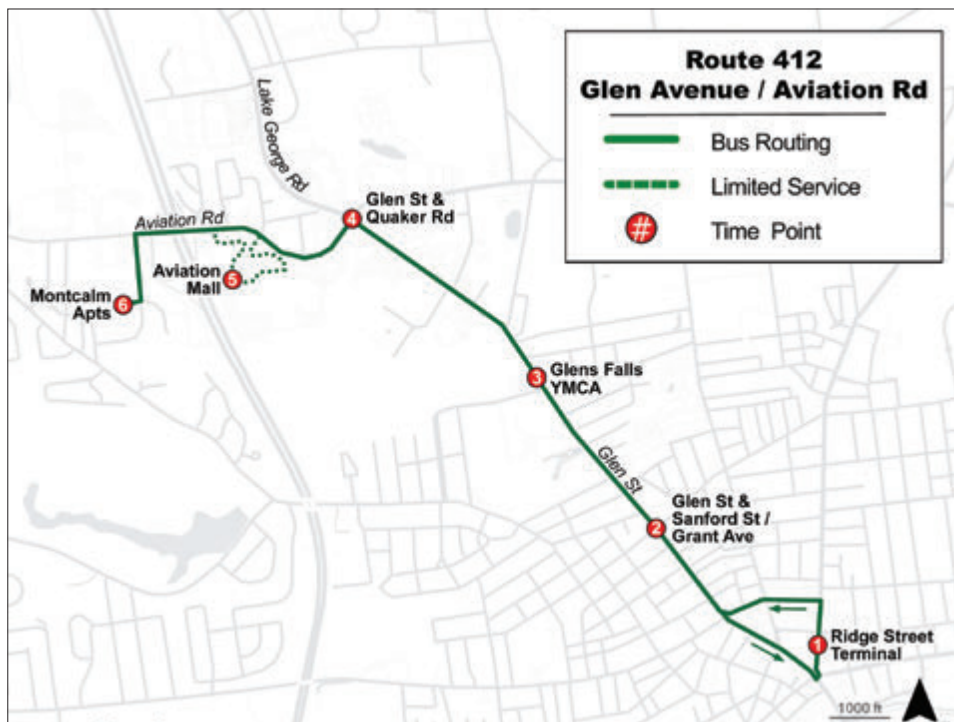 Route 412
Glen Avenue / Aviation Rd
Bus Routing
Limited Service
# Time Point
Lake George Rd
4
Glen St &
Quaker Rd
Aviation Rd
Aviation
Mall
5
Montcalm
Apts
6
3
Glens Falls
YMCA
Glen St
2
Glen St &
Sanford St /
Grant Ave
1
Ridge Street
Terminal
1000 ft